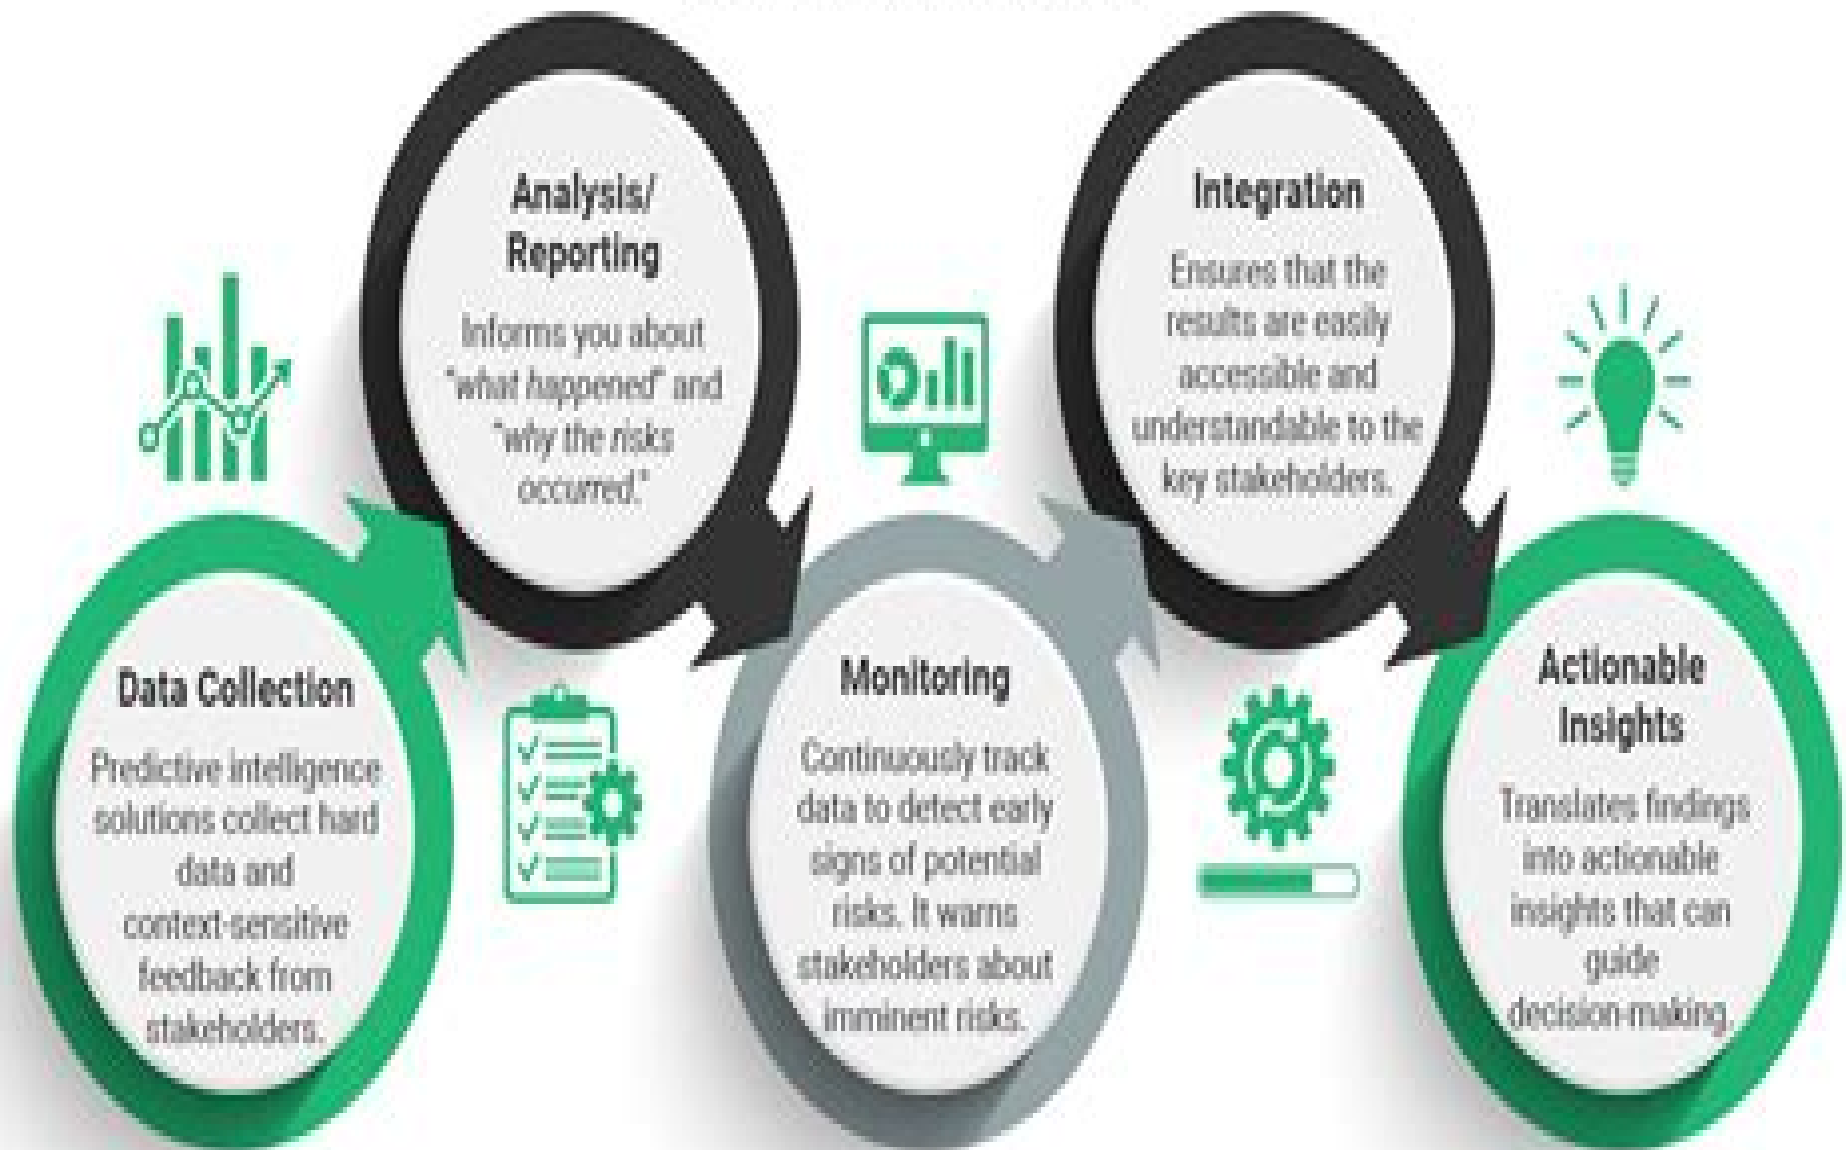 Data Collection
Predictive intelligence
solutions collect hard
data and
context-sensitive
feedback from
stakeholders.
Analysis/
Reporting
Informs you about
"what happened" and
"why the risks
occurred."
Monitoring
Continuously track
data to detect early
signs of potential
risks. It warns
stakeholders about
imminent risks.
Integration
Ensures that the
results are easily
accessible and
understandable to the
key stakeholders.
Actionable
Insights
Translates findings
into actionable
insights that can
guide
decision-making.